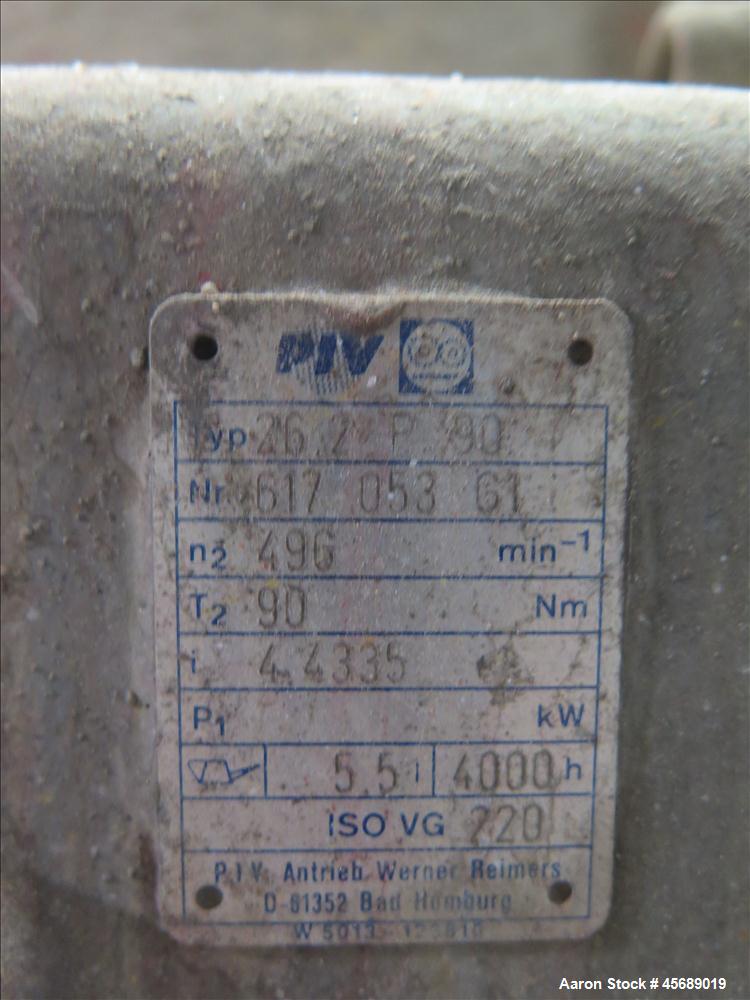 PIV
Typ 26.2 P 90
Nr 617 053 61
n2 496 min-1
T2 90 Nm
i 4.4335
P1 kW
5.5 l 4000 h
ISO VG 220
P.I.V. Antrieb Werner Reimers
D-61352 Bad Homburg
W 5013
Aaron Stock # 45689019